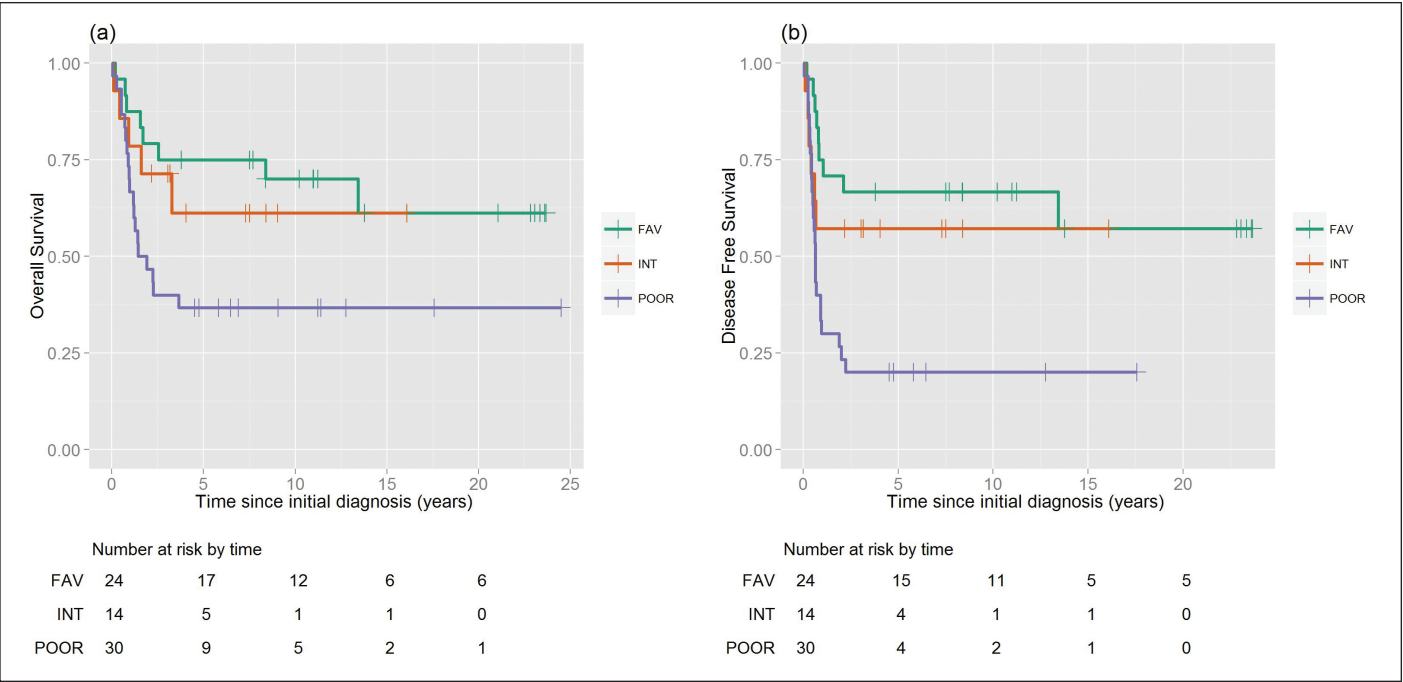 (a)
1.00
0.75
0.50
0.25
0.00
Overall Survival
0 5 10 15 20 25
Time since initial diagnosis (years)
FAV
INT
POOR
Number at risk by time
FAV 24 17 12 6 6
INT 14 5 1 1 0
POOR 30 9 5 2 1
(b)
1.00
0.75
0.50
0.25
0.00
Disease Free Survival
0 5 10 15 20
Time since initial diagnosis (years)
FAV
INT
POOR
Number at risk by time
FAV 24 15 11 5 5
INT 14 4 1 1 0
POOR 30 4 2 1 0